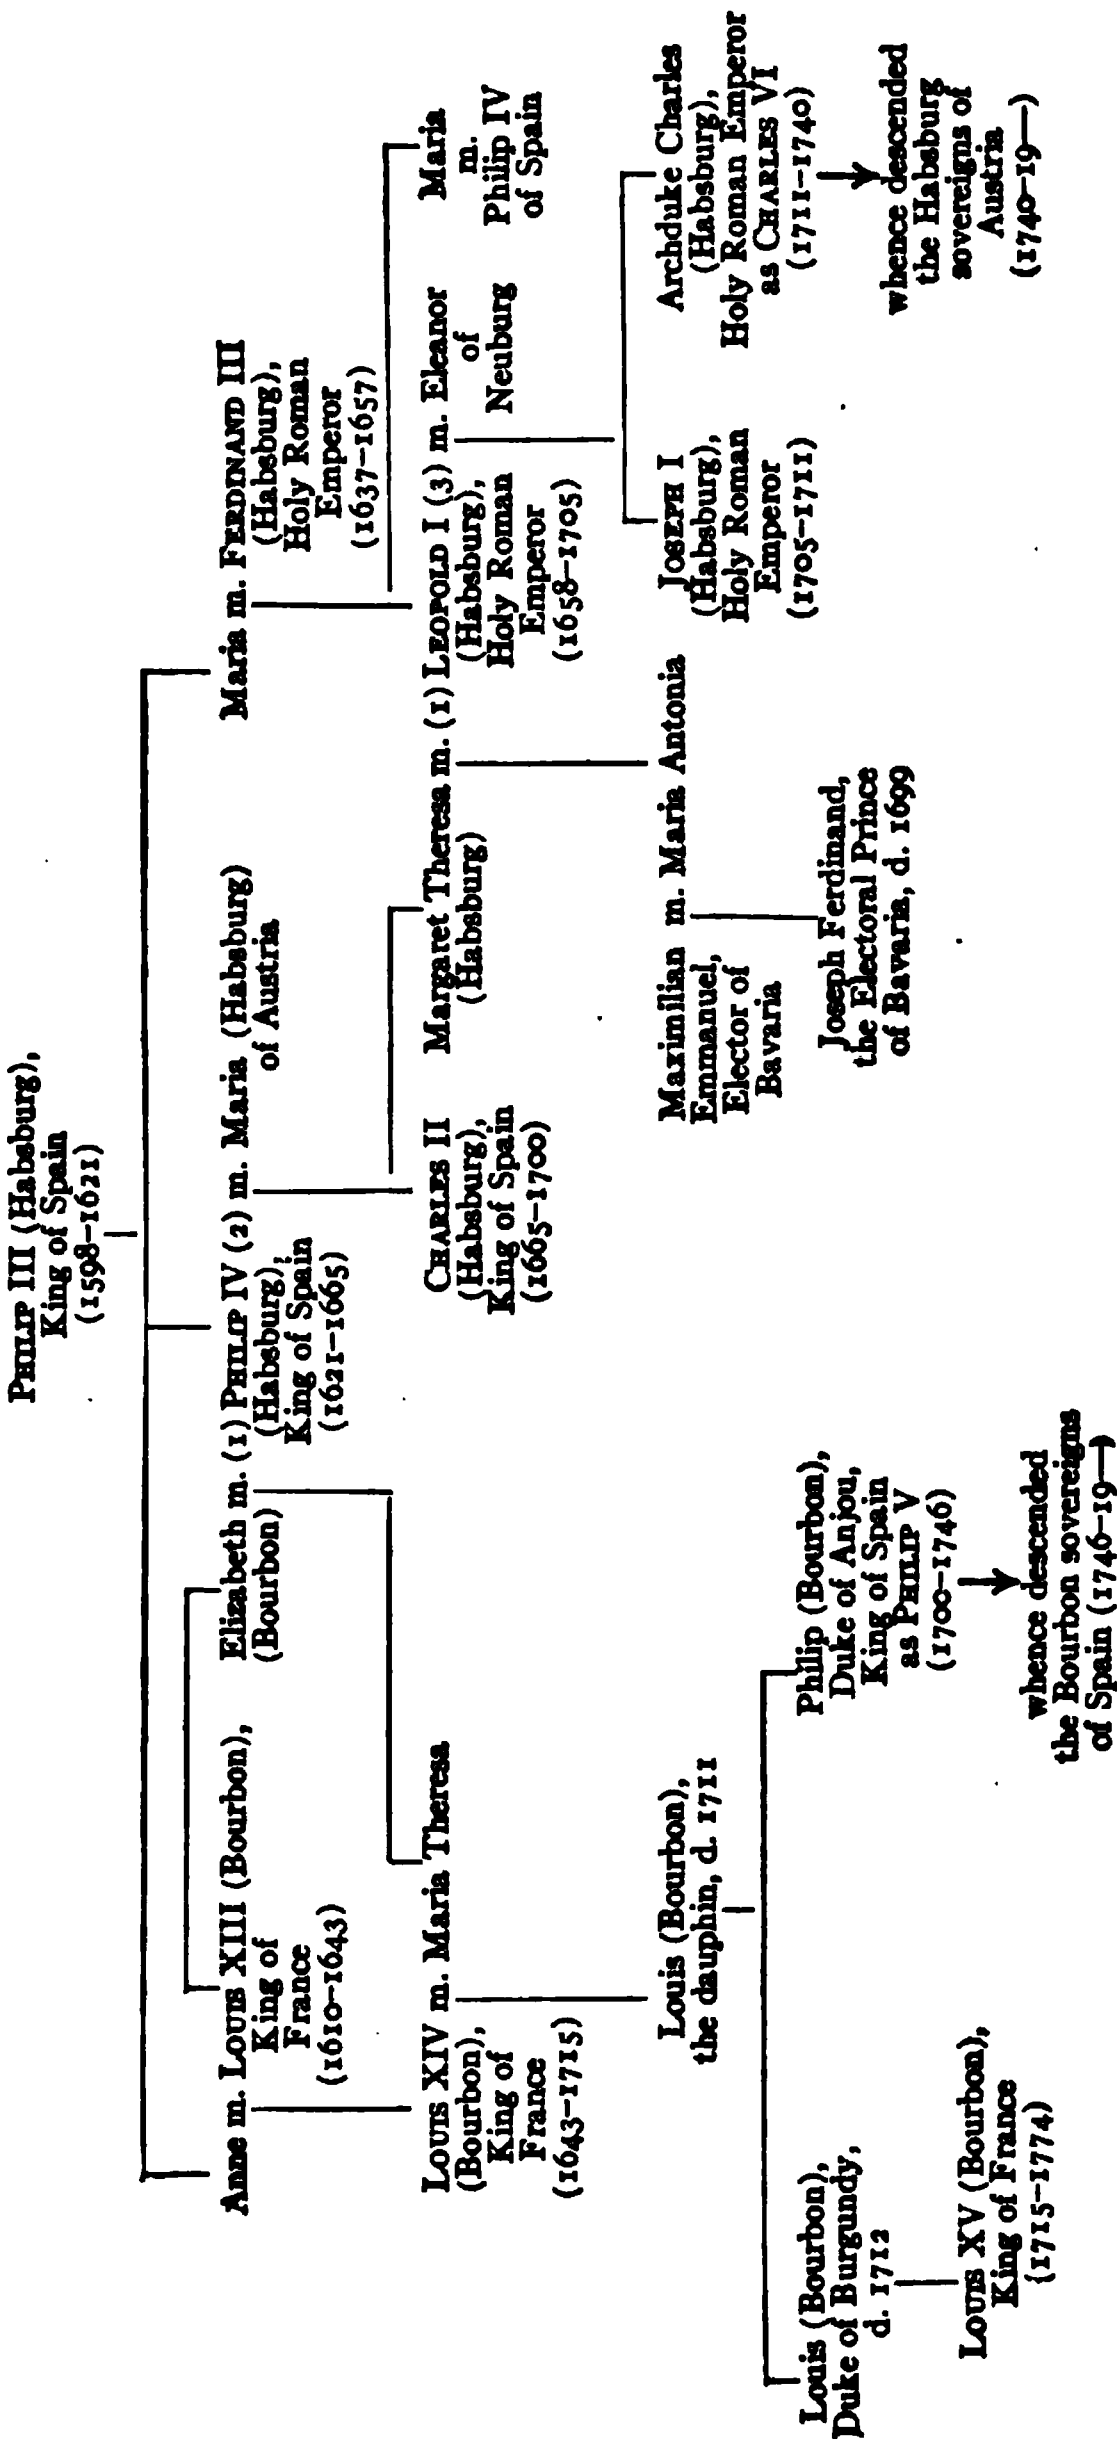 PHILIP III (Habsburg),
King of Spain
(1598–1621)
Anne m. LOUIS XIII (Bourbon),
King of
France
(1610–1643)
Elizabeth m. (1) PHILIP IV (2) m. Maria (Habsburg)
(Bourbon)
(Habsburg),
King of Spain
(1621–1665)
of Austria
Maria m. FERDINAND III
(Habsburg),
Holy Roman
Emperor
(1637–1657)
LOUIS XIV m. Maria Theresa
(Bourbon),
King of
France
(1643–1715)
CHARLES II
(Habsburg),
King of Spain
(1665–1700)
Margaret Theresa m. (1) LEOPOLD I (3) m. Eleanor
(Habsburg)
(Habsburg),
Holy Roman
Emperor
(1658–1705)
of
Neuburg
Maria
m.
Philip IV
of Spain
Louis (Bourbon),
the dauphin, d. 1711
Maximilian m. Maria Antonia
Emmanuel,
Elector of
Bavaria
JOSEPH I
(Habsburg),
Holy Roman
Emperor
(1705–1711)
Archduke Charles
(Habsburg),
Holy Roman Emperor
as CHARLES VI
(1711–1740)
Louis (Bourbon),
Duke of Burgundy,
d. 1712
Philip (Bourbon),
Duke of Anjou,
King of Spain
as PHILIP V
(1700–1746)
Joseph Ferdinand,
the Electoral Prince
of Bavaria, d. 1699
whence descended
the Habsburg
sovereigns of
Austria
(1740–19—)
LOUIS XV (Bourbon),
King of France
(1715–1774)
whence descended
the Bourbon sovereigns
of Spain (1746–19—)